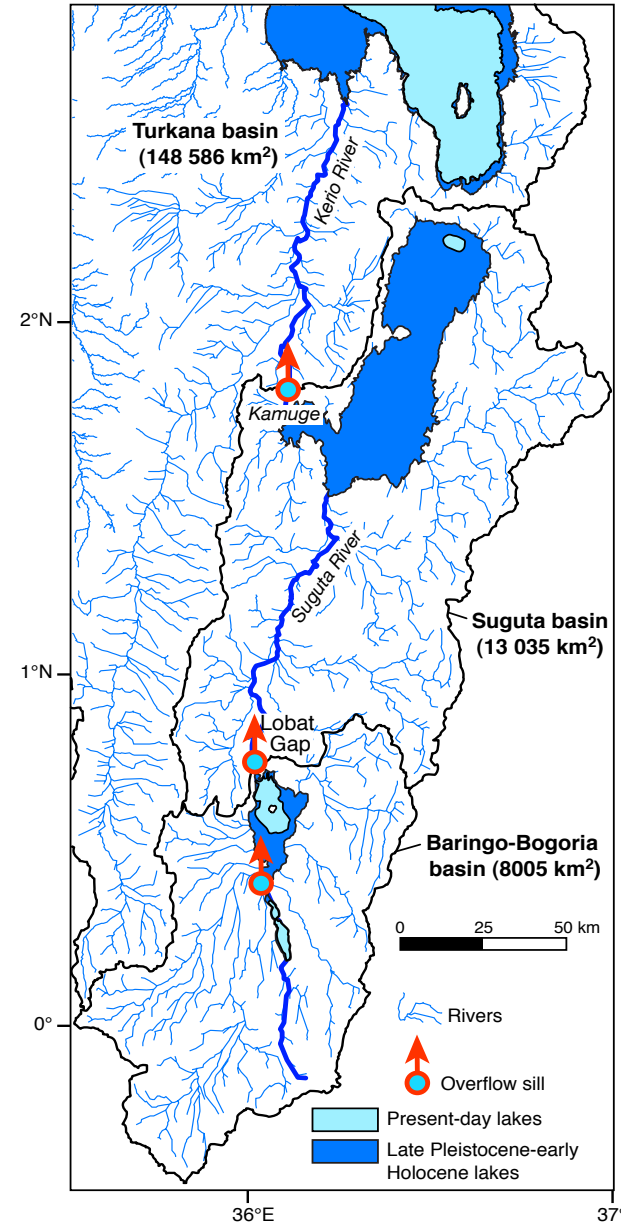 Turkana basin
(148 586 km²)
Kerio River
2°N
Kamuge
Suguta River
Suguta basin
(13 035 km²)
1°N
Lobat
Gap
Baringo-Bogoria
basin (8005 km²)
0 25 50 km
0°
Rivers
Overflow sill
Present-day lakes
Late Pleistocene-early
Holocene lakes
36°E
37°